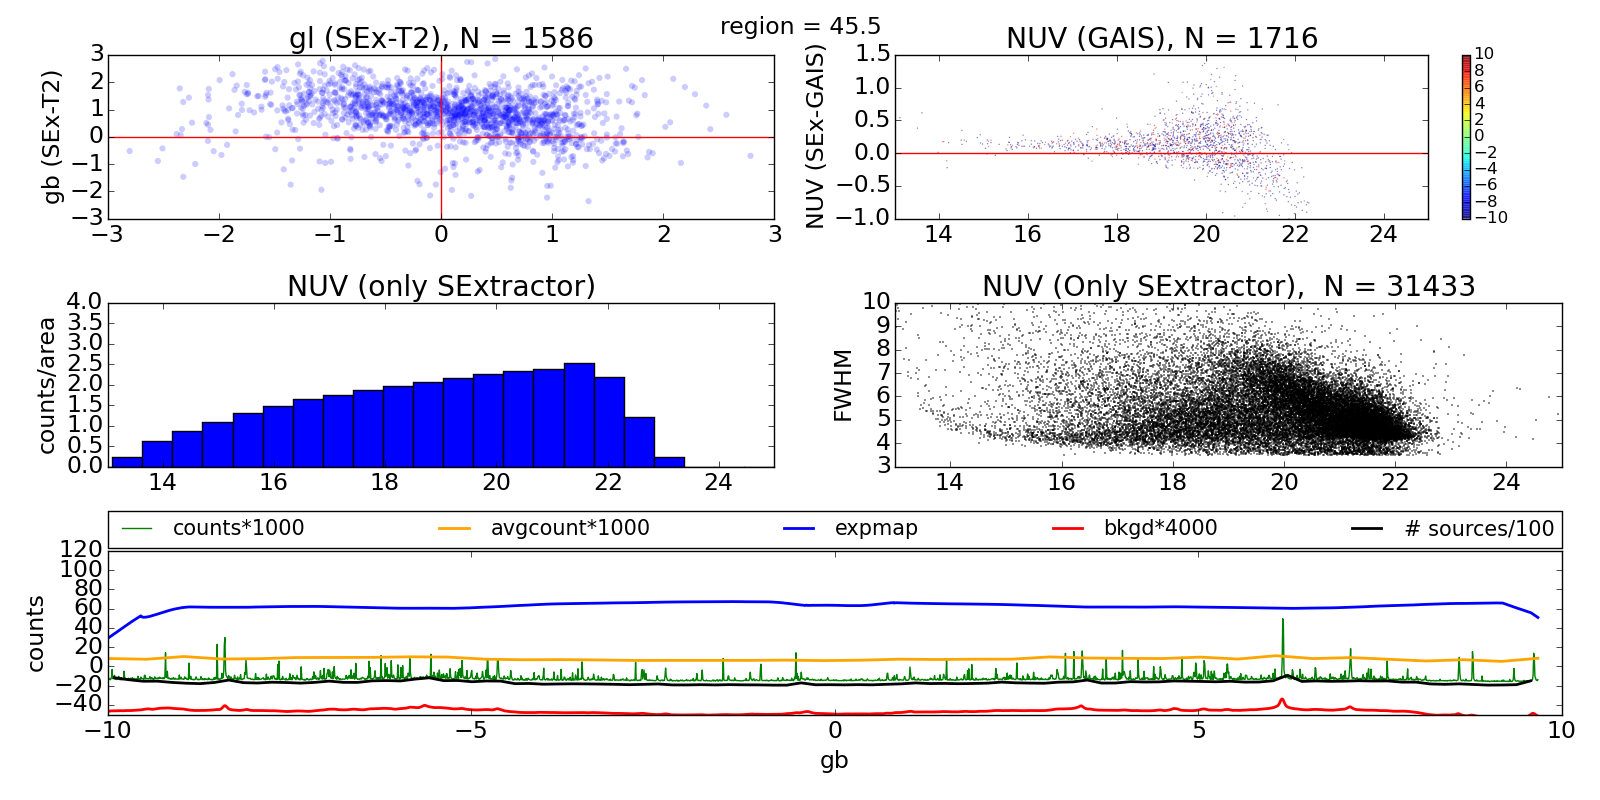 region = 45.5
gl (SEx-T2), N = 1586
gb (SEx-T2)
3
2
1
0
−1
−2
−3
−3 −2 −1 0 1 2 3
NUV (GAIS), N = 1716
NUV (SEx-GAIS)
1.5
1.0
0.5
0.0
−0.5
−1.0
14 16 18 20 22 24
10
8
6
4
2
0
−2
−4
−6
−8
−10
NUV (only SExtractor)
counts/area
4.0
3.5
3.0
2.5
2.0
1.5
1.0
0.5
0.0
14 16 18 20 22 24
NUV (Only SExtractor), N = 31433
FWHM
10
9
8
7
6
5
4
3
14 16 18 20 22 24
counts*1000 avgcount*1000 expmap bkgd*4000 # sources/100
counts
120
100
80
60
40
20
0
−20
−40
−10 −5 0 5 10
gb